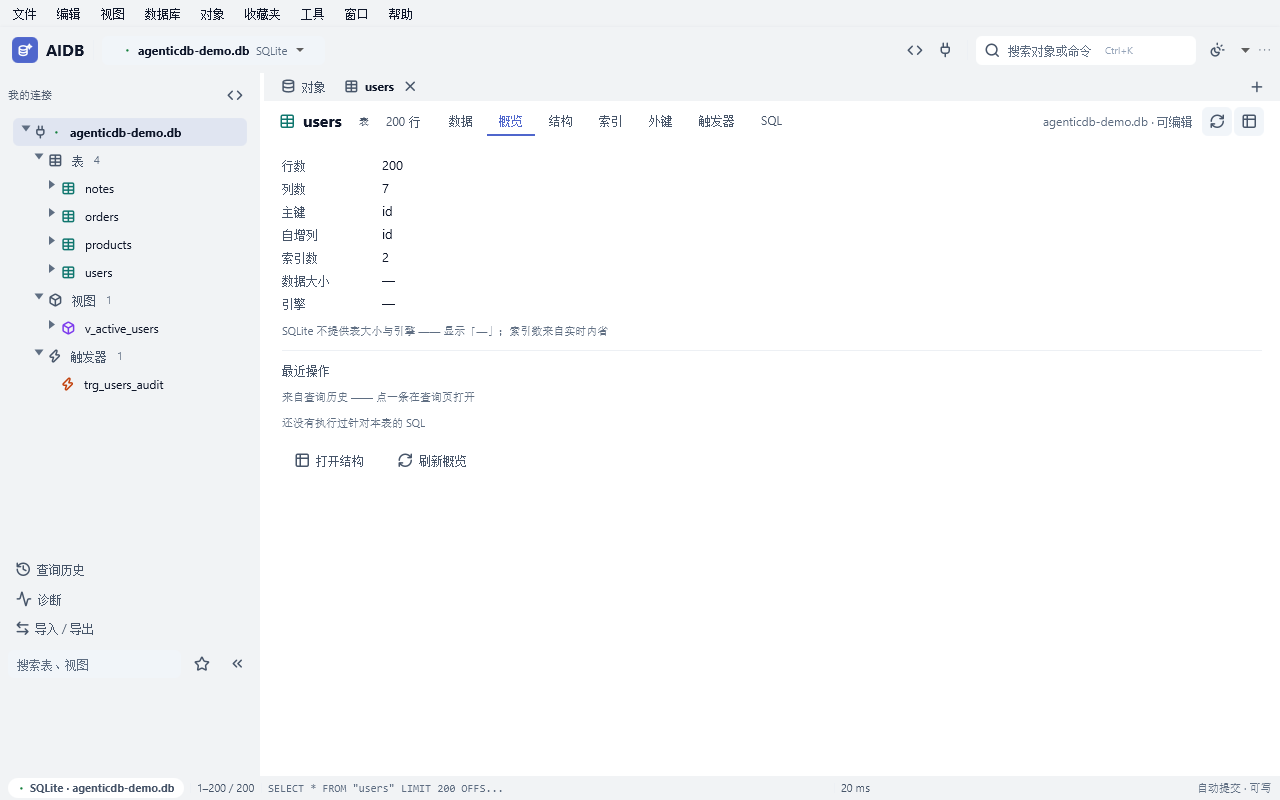 文件 编辑 视图 数据库 对象 收藏夹 工具 窗口 帮助
AIDB agenticdb-demo.db SQLite 搜索对象或命令 Ctrl+K
我的连接
对象 users
agenticdb-demo.db
表 4
notes
orders
products
users
视图 1
v_active_users
触发器 1
trg_users_audit
查询历史
诊断
导入 / 导出
搜索表、视图
users 表 200 行 数据 概览 结构 索引 外键 触发器 SQL agenticdb-demo.db · 可编辑
行数 200
列数 7
主键 id
自增列 id
索引数 2
数据大小 —
引擎 —
SQLite 不提供表大小与引擎 —— 显示「—」；索引数来自实时内省
最近操作
来自查询历史 —— 点一条在查询页打开
还没有执行过针对本表的 SQL
打开结构 刷新概览
SQLite · agenticdb-demo.db 1–200 / 200 SELECT * FROM "users" LIMIT 200 OFFS... 20 ms 自动提交 · 可写